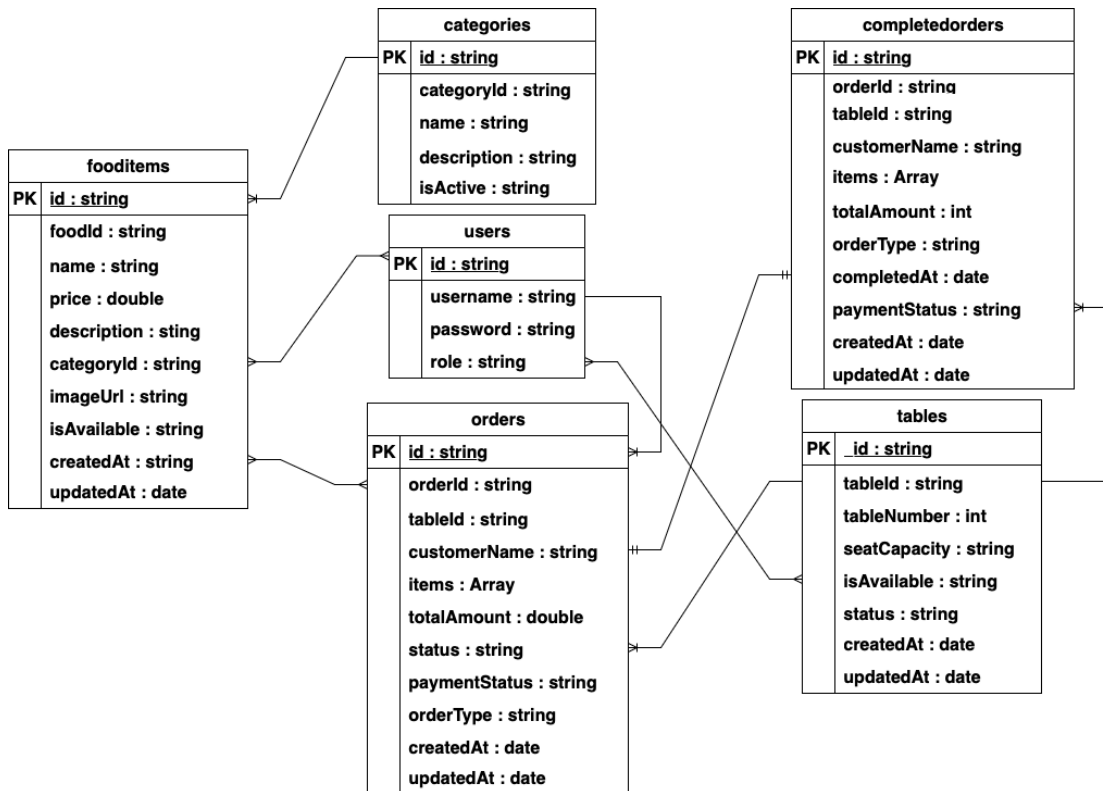 categories
PK id : string
categoryId : string
name : string
description : string
isActive : string
completedorders
PK id : string
orderId : string
tableId : string
customerName : string
items : Array
totalAmount : int
orderType : string
completedAt : date
paymentStatus : string
createdAt : date
updatedAt : date
fooditems
PK id : string
foodId : string
name : string
price : double
description : sting
categoryId : string
imageUrl : string
isAvailable : string
createdAt : string
updatedAt : date
users
PK id : string
username : string
password : string
role : string
orders
PK id : string
orderId : string
tableId : string
customerName : string
items : Array
totalAmount : double
status : string
paymentStatus : string
orderType : string
createdAt : date
updatedAt : date
tables
PK _id : string
tableId : string
tableNumber : int
seatCapacity : string
isAvailable : string
status : string
createdAt : date
updatedAt : date